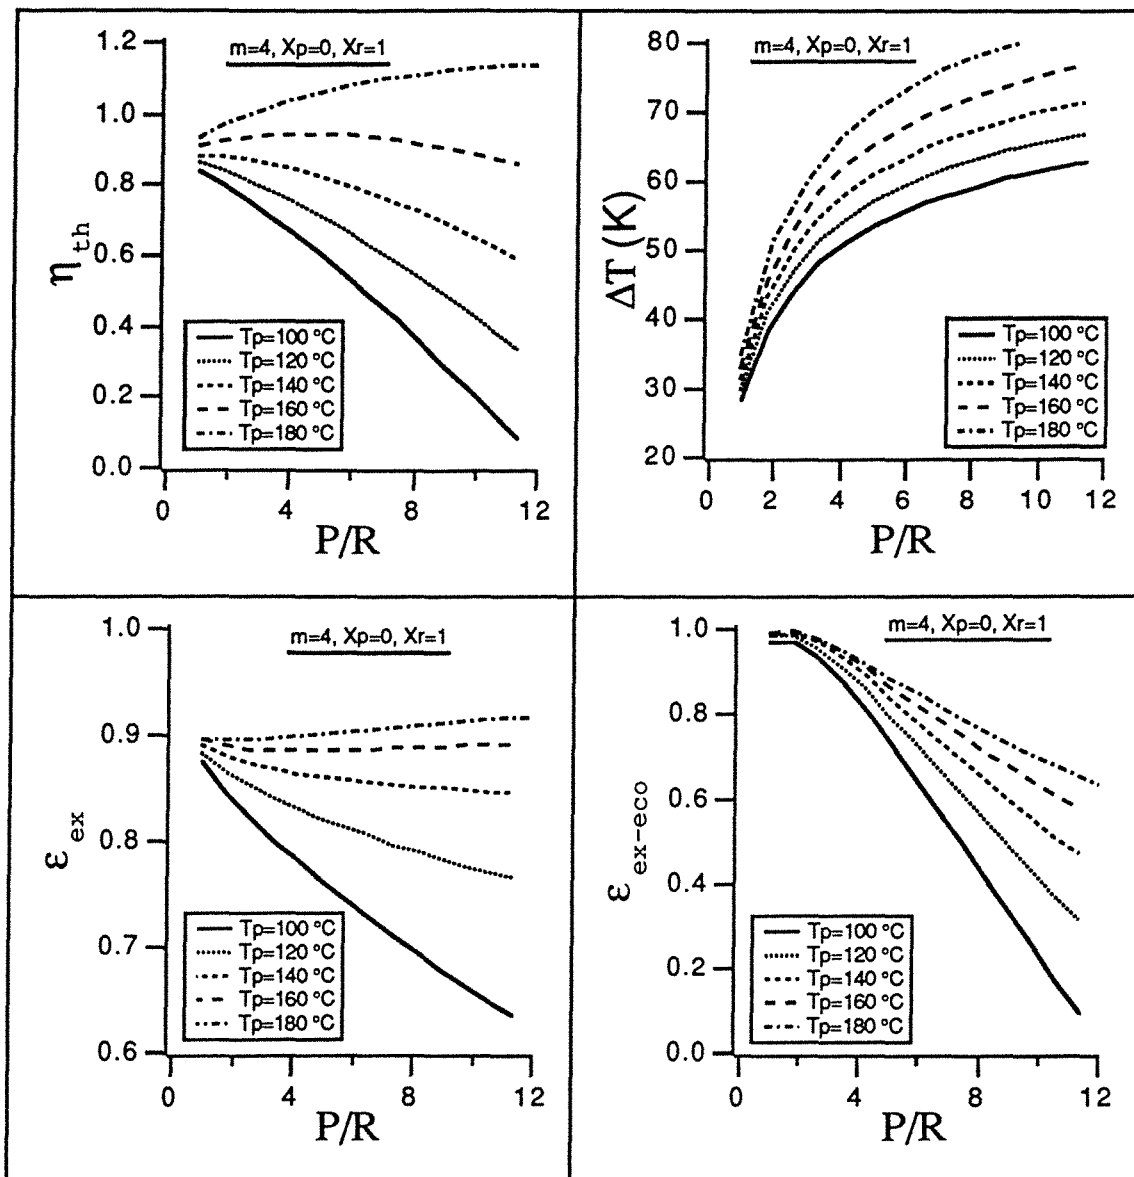 m=4, Xp=0, Xr=1
1.2
1.0
0.8
0.6
0.4
0.2
0.0
η th
Tp=100 °C
Tp=120 °C
Tp=140 °C
Tp=160 °C
Tp=180 °C
0 4 8 12
P/R
m=4, Xp=0, Xr=1
80
70
60
50
40
30
20
ΔT (K)
Tp=100 °C
Tp=120 °C
Tp=140 °C
Tp=160 °C
Tp=180 °C
0 2 4 6 8 10 12
P/R
m=4, Xp=0, Xr=1
1.0
0.9
0.8
0.7
0.6
ε ex
Tp=100 °C
Tp=120 °C
Tp=140 °C
Tp=160 °C
Tp=180 °C
0 4 8 12
P/R
m=4, Xp=0, Xr=1
1.0
0.8
0.6
0.4
0.2
0.0
ε ex-eco
Tp=100 °C
Tp=120 °C
Tp=140 °C
Tp=160 °C
Tp=180 °C
0 4 8 12
P/R